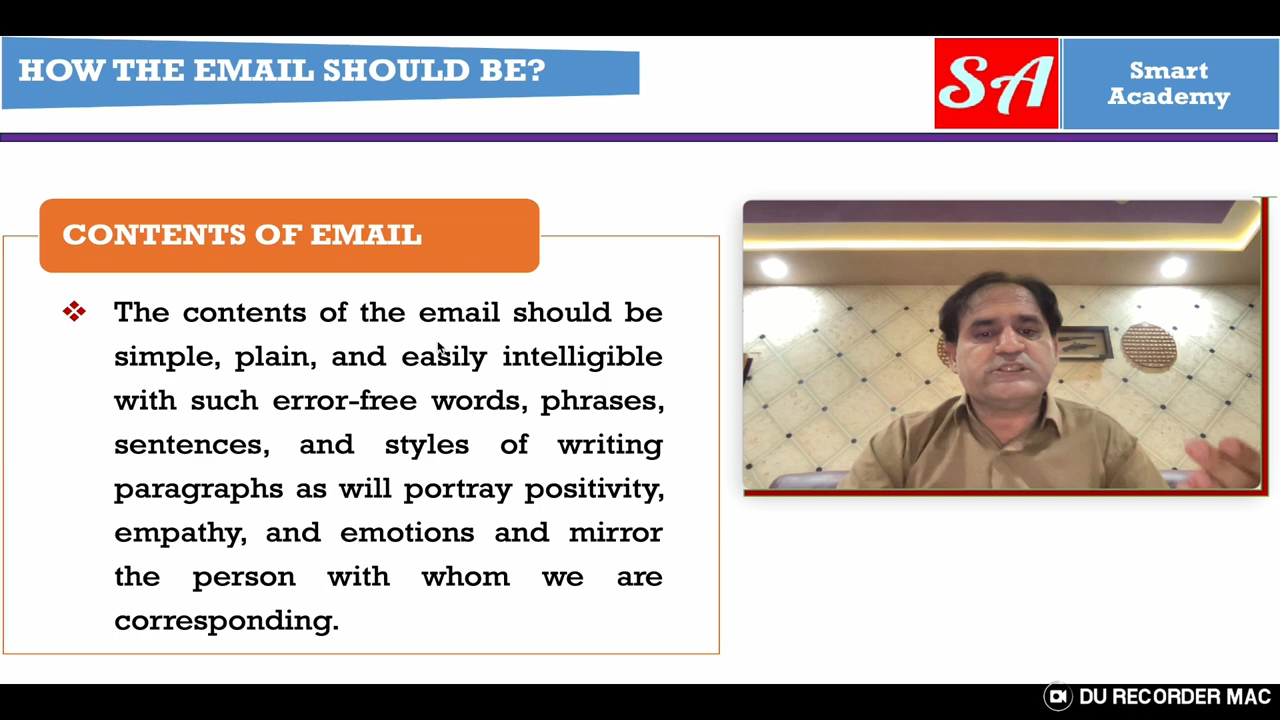 HOW THE EMAIL SHOULD BE?
SA
Smart
Academy
CONTENTS OF EMAIL
The contents of the email should be
simple, plain, and easily intelligible
with such error-free words, phrases,
sentences, and styles of writing
paragraphs as will portray positivity,
empathy, and emotions and mirror
the person with whom we are
corresponding.
DU RECORDER MAC